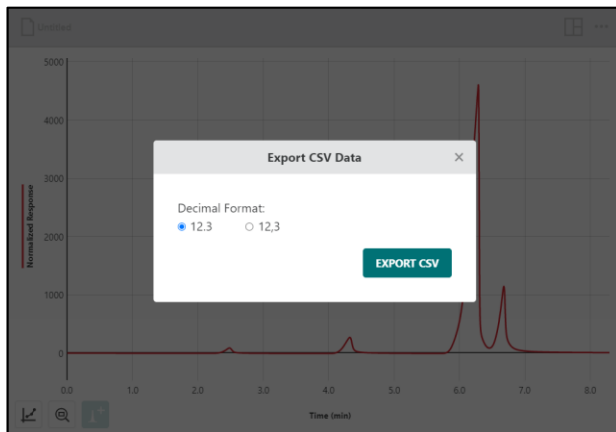 Untitled
5000
4000
Export CSV Data
Decimal Format:
12.3 12,3
3000
2000
EXPORT CSV
1000
0
Normalized Response
0.0 1.0 2.0 3.0 4.0 5.0 6.0 7.0 8.0
Time (min)